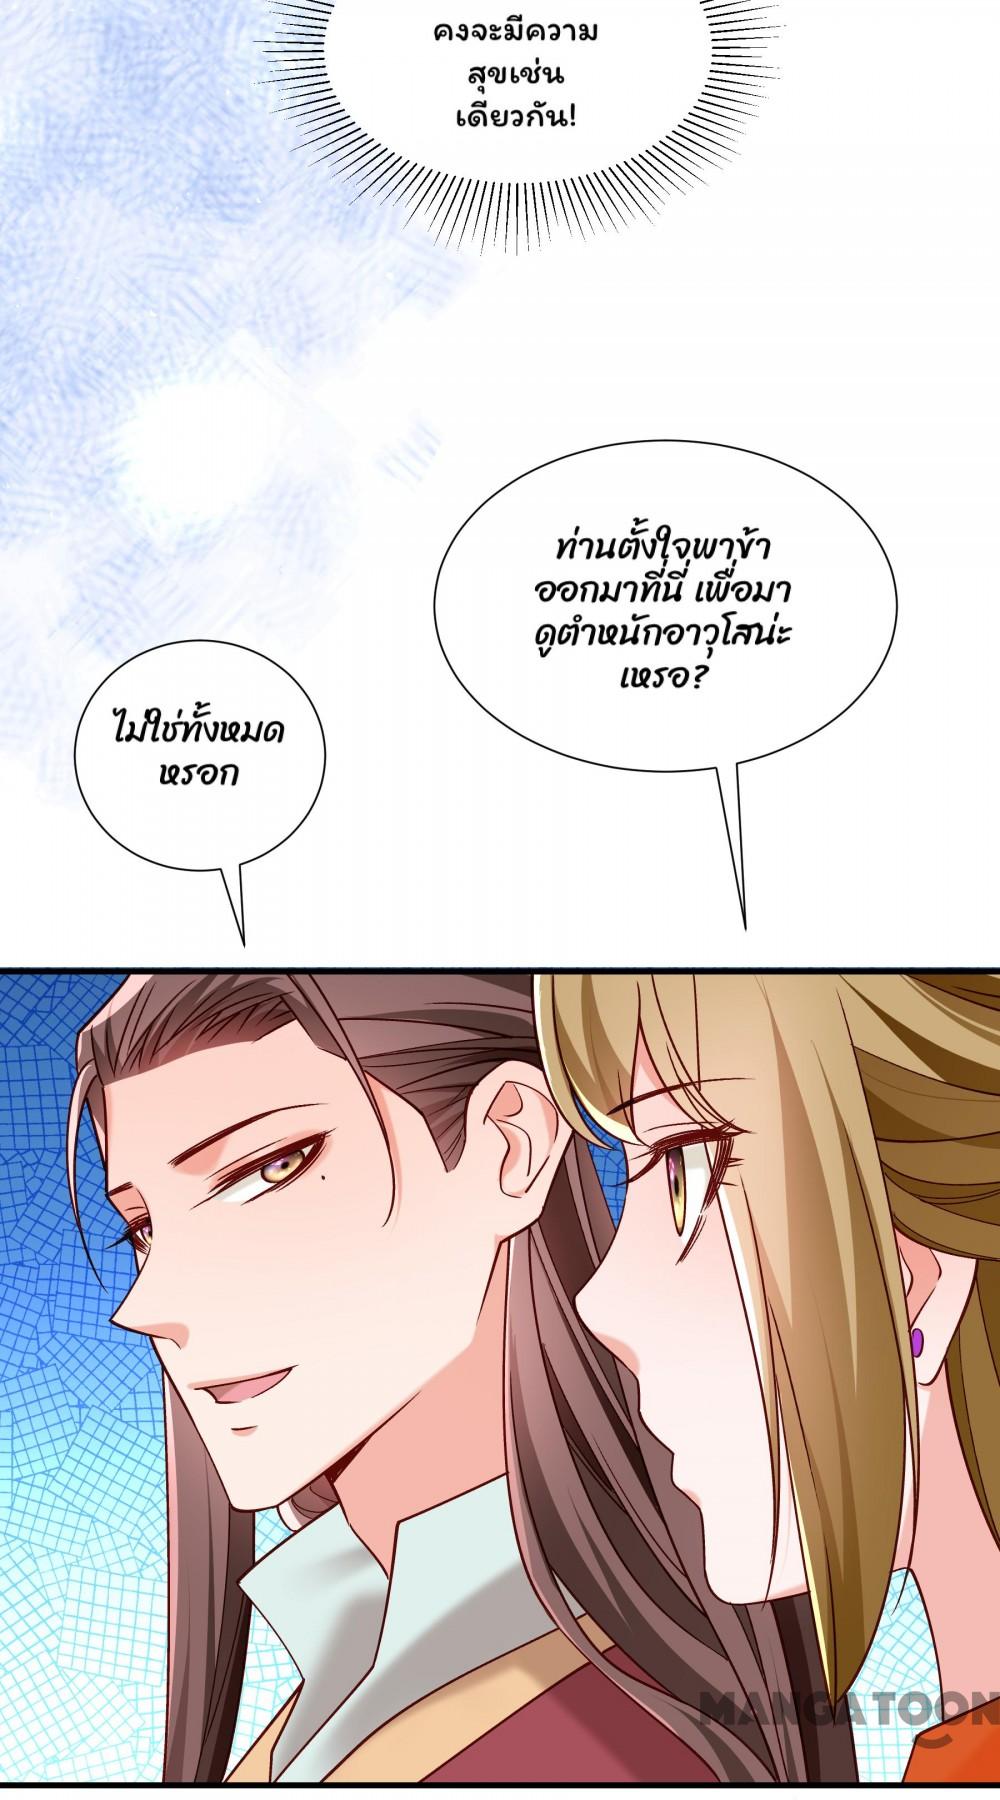 คงจะมีความ
สุขเช่น
เดียวกัน!
ท่านตั้งใจพาข้า
ออกมาที่นี่ เพื่อมา
ดูตำหนักอาวุโสน่ะ
เหรอ?
ไม่ใช่ทั้งหมด
หรอก
MANGATOON